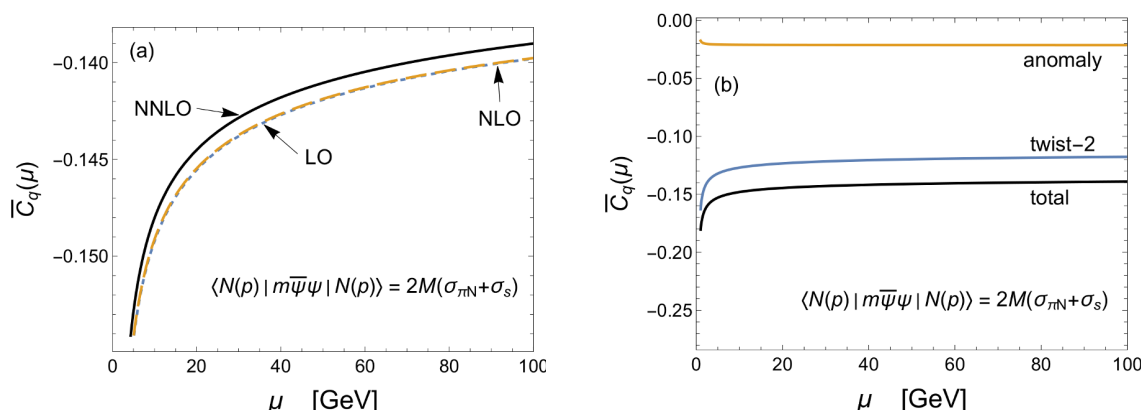 (a)
−0.140
−0.145
−0.150
C̅q(μ)
NNLO
LO
NLO
⟨N(p) | mψ̅ψ | N(p)⟩ = 2M(σπN+σs)
0 20 40 60 80 100
μ [GeV]
(b)
0.00
−0.05
−0.10
−0.15
−0.20
−0.25
C̅q(μ)
anomaly
twist−2
total
⟨N(p) | mψ̅ψ | N(p)⟩ = 2M(σπN+σs)
0 20 40 60 80 100
μ [GeV]